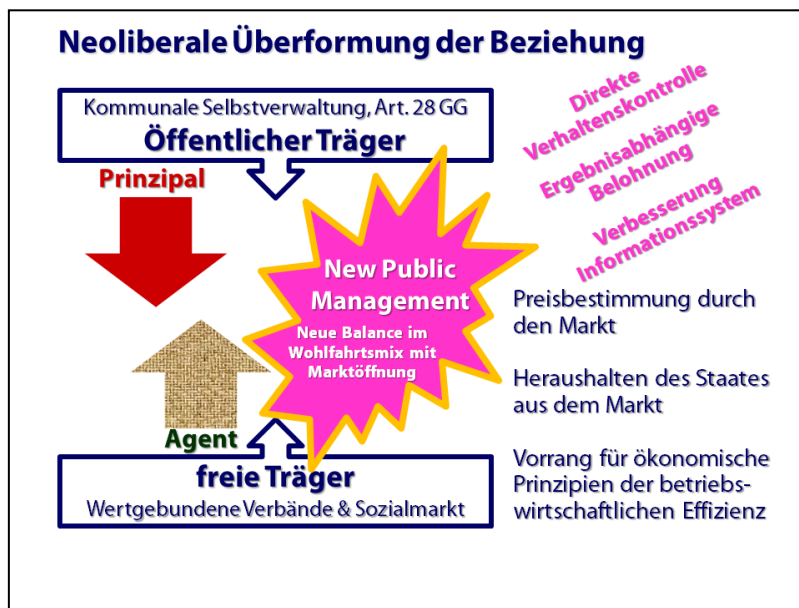 Neoliberale Überformung der Beziehung
Kommunale Selbstverwaltung, Art. 28 GG
Öffentlicher Träger
Prinzipal
Direkte
Verhaltenskontrolle
Ergebnisabhängige
Belohnung
Verbesserung
Informationssystem
New Public
Management
Neue Balance im
Wohlfahrtsmix mit
Marktöffnung
Preisbestimmung durch
den Markt
Heraushalten des Staates
aus dem Markt
Vorrang für ökonomische
Prinzipien der betriebs-
wirtschaftlichen Effizienz
Agent
freie Träger
Wertgebundene Verbände & Sozialmarkt